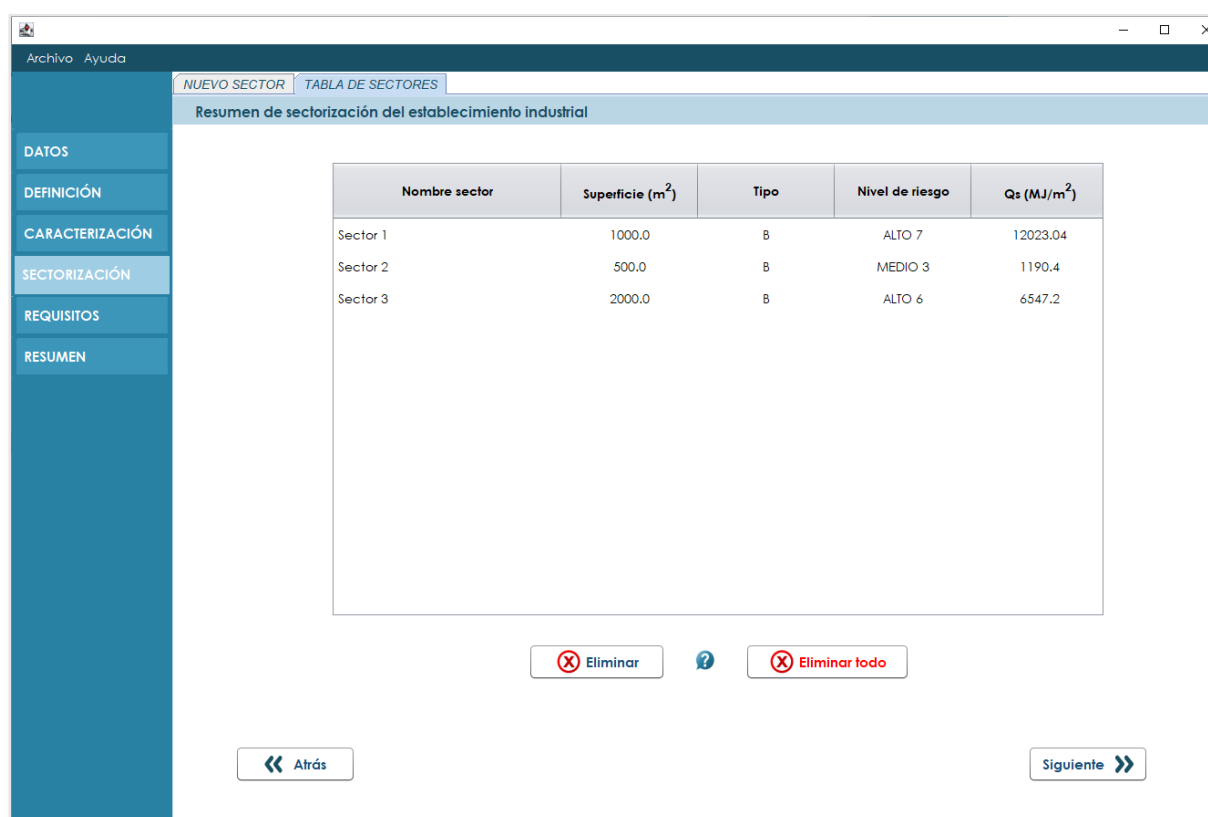 Archivo Ayuda
NUEVO SECTOR TABLA DE SECTORES
Resumen de sectorización del establecimiento industrial
DATOS
DEFINICIÓN
CARACTERIZACIÓN
SECTORIZACIÓN
REQUISITOS
RESUMEN
Nombre sector Superficie (m²) Tipo Nivel de riesgo Qs (MJ/m²)
Sector 1 1000.0 B ALTO 7 12023.04
Sector 2 500.0 B MEDIO 3 1190.4
Sector 3 2000.0 B ALTO 6 6547.2
X Eliminar ? X Eliminar todo
Atrás Siguiente